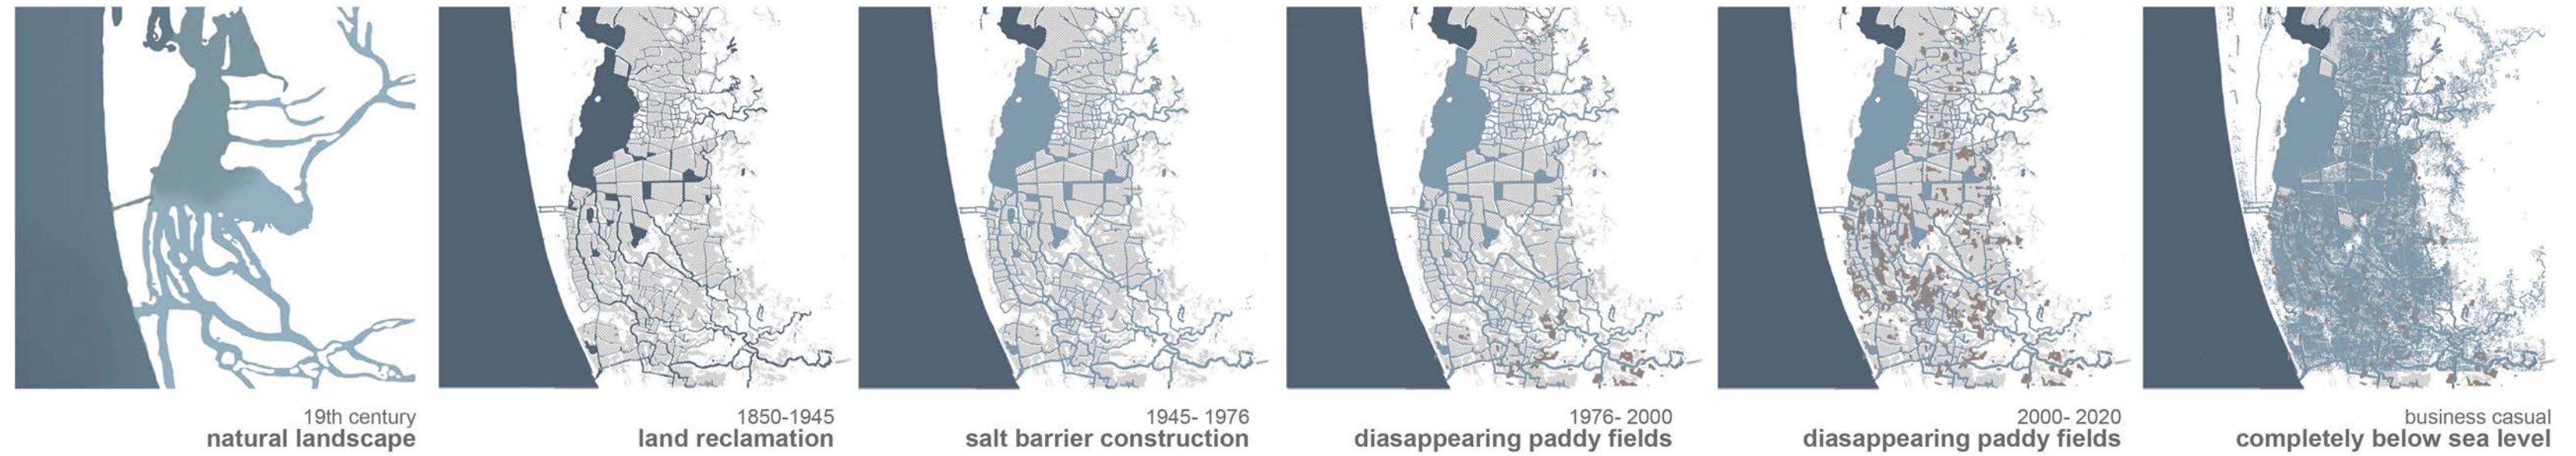 19th century
natural landscape
1850-1945
land reclamation
1945- 1976
salt barrier construction
1976- 2000
diasappearing paddy fields
2000- 2020
diasappearing paddy fields
business casual
completely below sea level